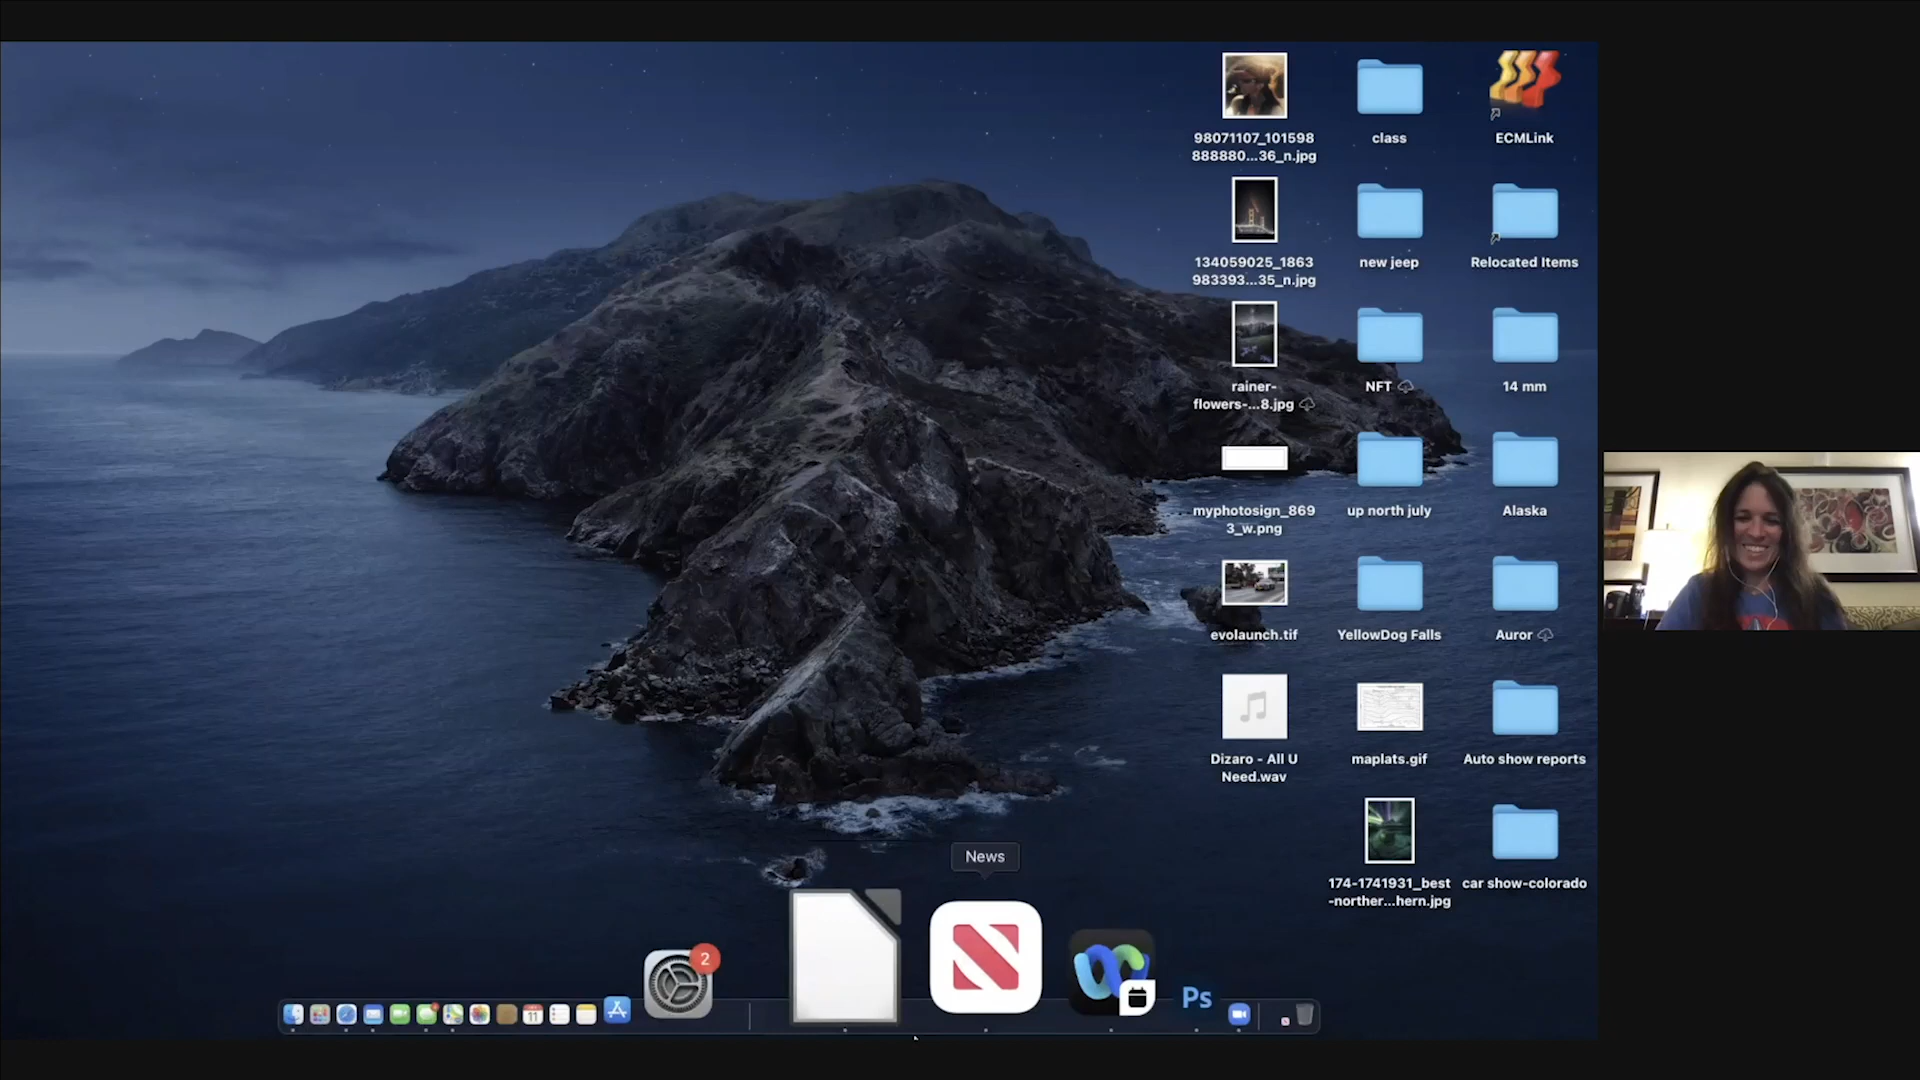 98071107_101598
888880...36_n.jpg
class
ECMLink
134059025_1863
983393...35_n.jpg
new jeep
Relocated Items
rainer-
flowers-...8.jpg
NFT
14 mm
myphotosign_869
3_w.png
up north july
Alaska
evolaunch.tif
YellowDog Falls
Auror
Dizaro - All U
Need.wav
maplats.gif
Auto show reports
174-1741931_best
-norther...hern.jpg
car show-colorado
News
2
Ps
11